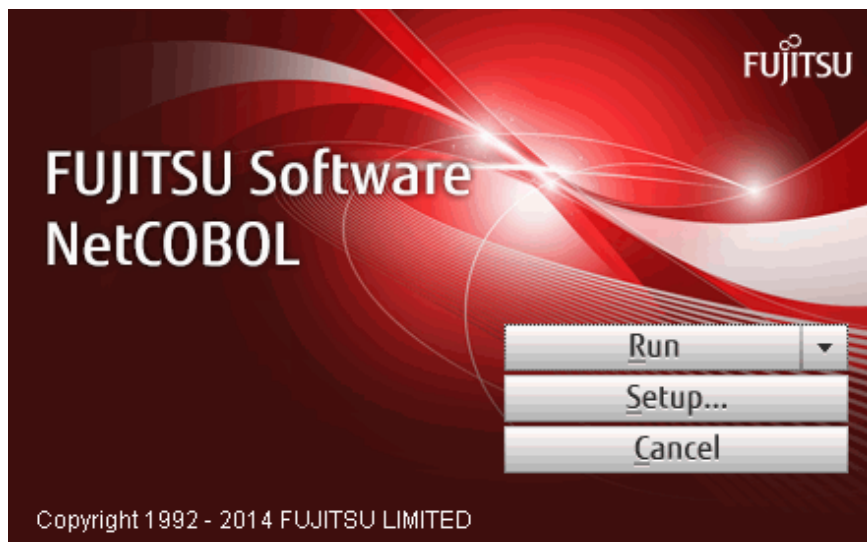 FUJITSU
FUJITSU Software
NetCOBOL
Run
Setup...
Cancel
Copyright 1992 - 2014 FUJITSU LIMITED